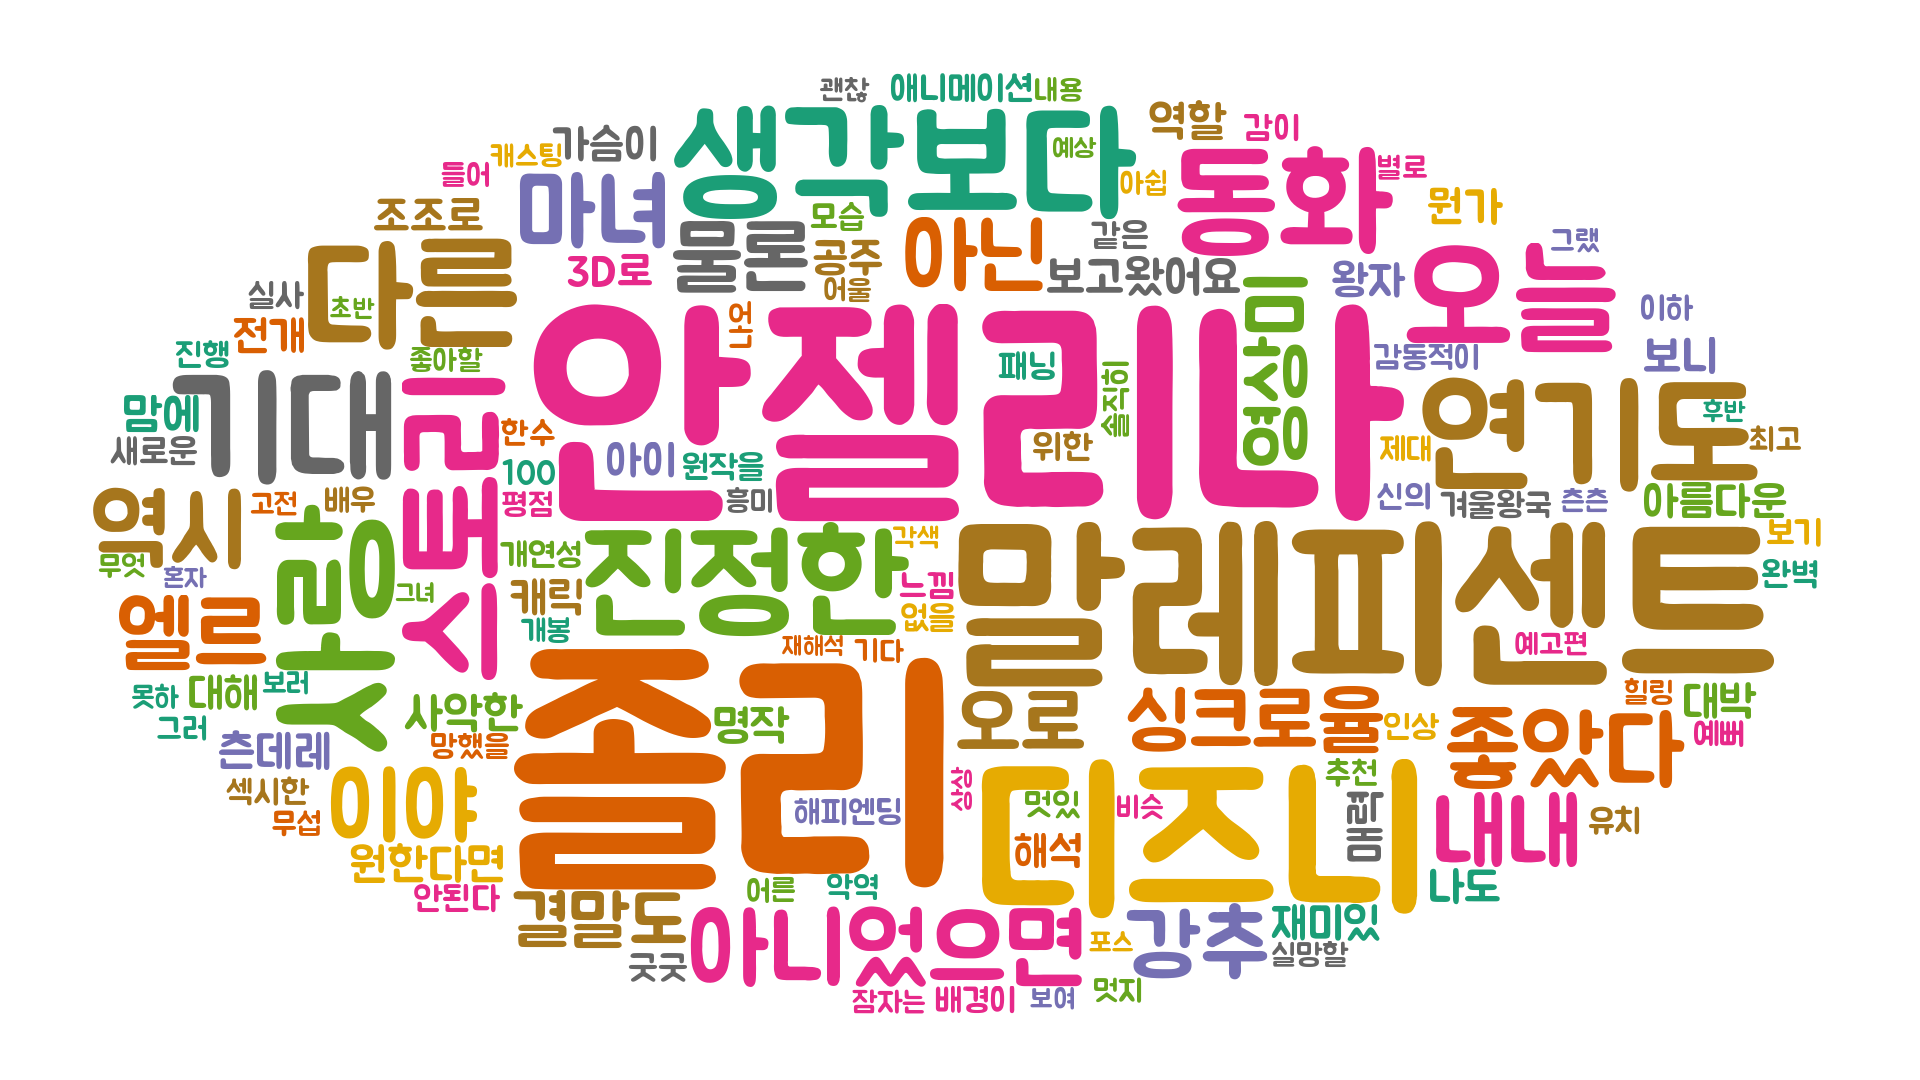 괜찮
애니메이션
내용
생각보다
역할
감이
가슴이
캐스팅
예상
동화
별로
들어
마녀
아쉽
뭔가
조조로
모습
물론
아닌
같은
그랬
다른
3D로
공주
보고왔어요
왕자
오늘
실사
초반
어울
영상미
이하
전개
온
안젤리나
진행
좋아할
패닝
감동적이
보니
기대
스토리
솔직히
연기도
맘에
후반
새로운
한수
아이
원작을
위한
제대
최고
100
역시
고전
배우
평점
흥미
신의
겨울왕국
츤츤
아름다운
사랑
진정한
각색
말레피센트
보기
무엇
혼자
개연성
완벽
그녀
캐릭
느낌
엘르
개봉
없을
재해석
기다
예고편
졸리
못하
대해
보러
오로
싱크로율
인상
힐링
대박
그러
사악한
명작
좋았다
예뻐
츤데레
망했을
디즈니
추천
섹시한
이야
해피엔딩
상상
멋있
비슷
몸락
내내
유치
무섭
해석
원한다면
안된다
어른
악역
나도
결말도
아니었으면
포스
강추
재미있
굿굿
실망할
잠자는
배경이
보여
멋지